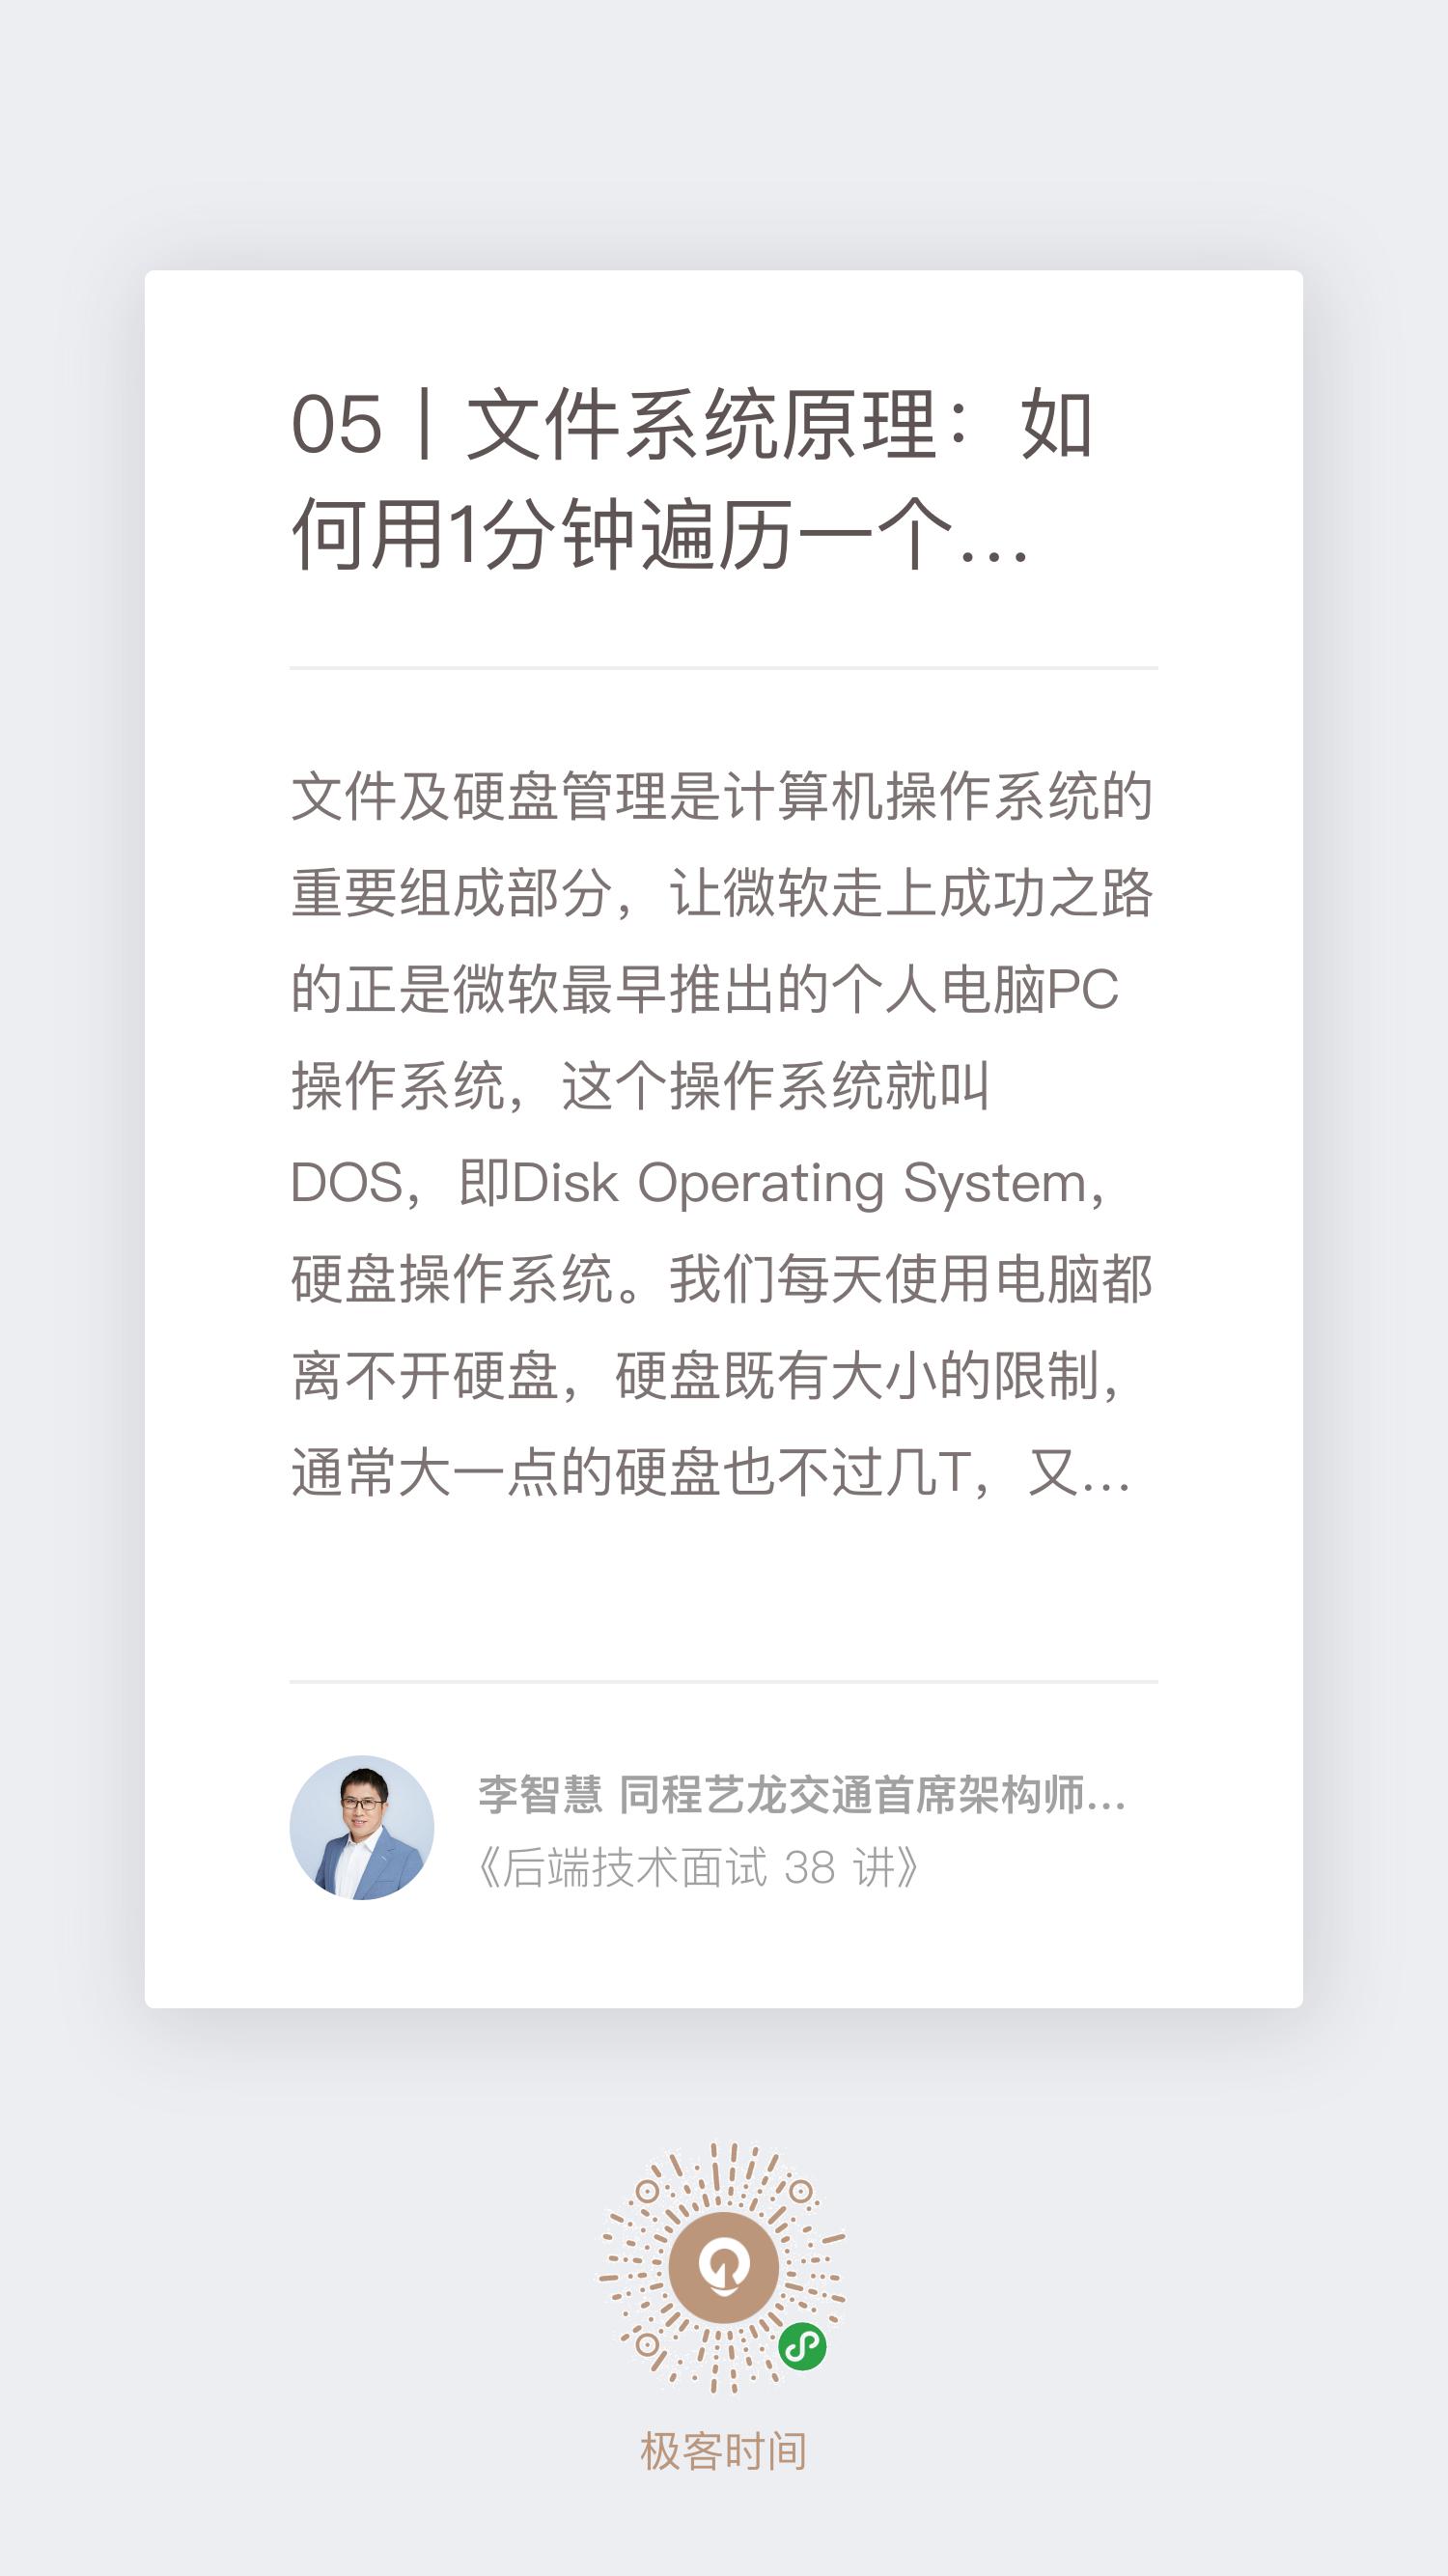 05 | 文件系统原理：如
何用1分钟遍历一个...
文件及硬盘管理是计算机操作系统的
重要组成部分，让微软走上成功之路
的正是微软最早推出的个人电脑PC
操作系统，这个操作系统就叫
DOS，即Disk Operating System，
硬盘操作系统。我们每天使用电脑都
离不开硬盘，硬盘既有大小的限制，
通常大一点的硬盘也不过几T，又...
李智慧 同程艺龙交通首席架构师...
《后端技术面试 38 讲》
极客时间